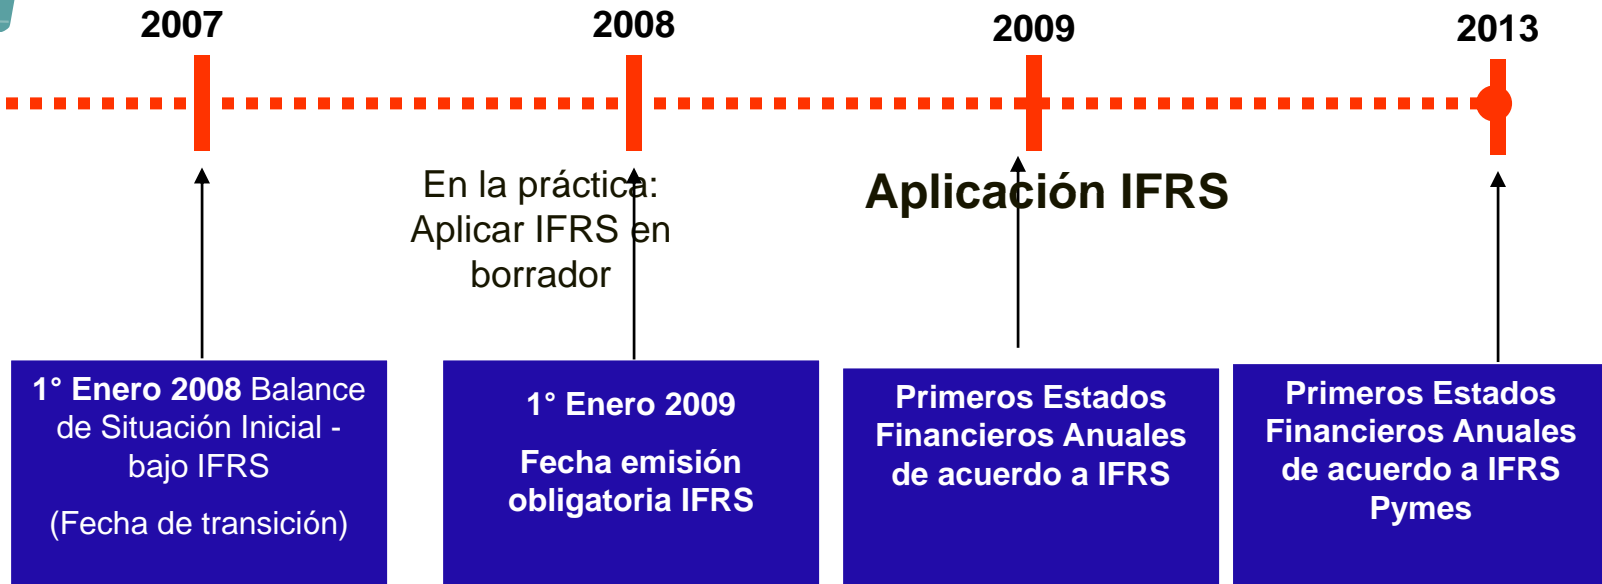 2007
2008
2009
2013
En la práctica:
Aplicar IFRS en
borrador
Aplicación IFRS
1° Enero 2008 Balance
de Situación Inicial -
bajo IFRS
(Fecha de transición)
1° Enero 2009
Fecha emisión
obligatoria IFRS
Primeros Estados
Financieros Anuales
de acuerdo a IFRS
Primeros Estados
Financieros Anuales
de acuerdo a IFRS
Pymes